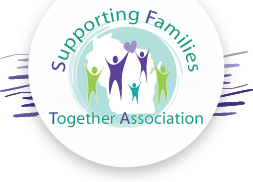 Supporting Families
Together Association